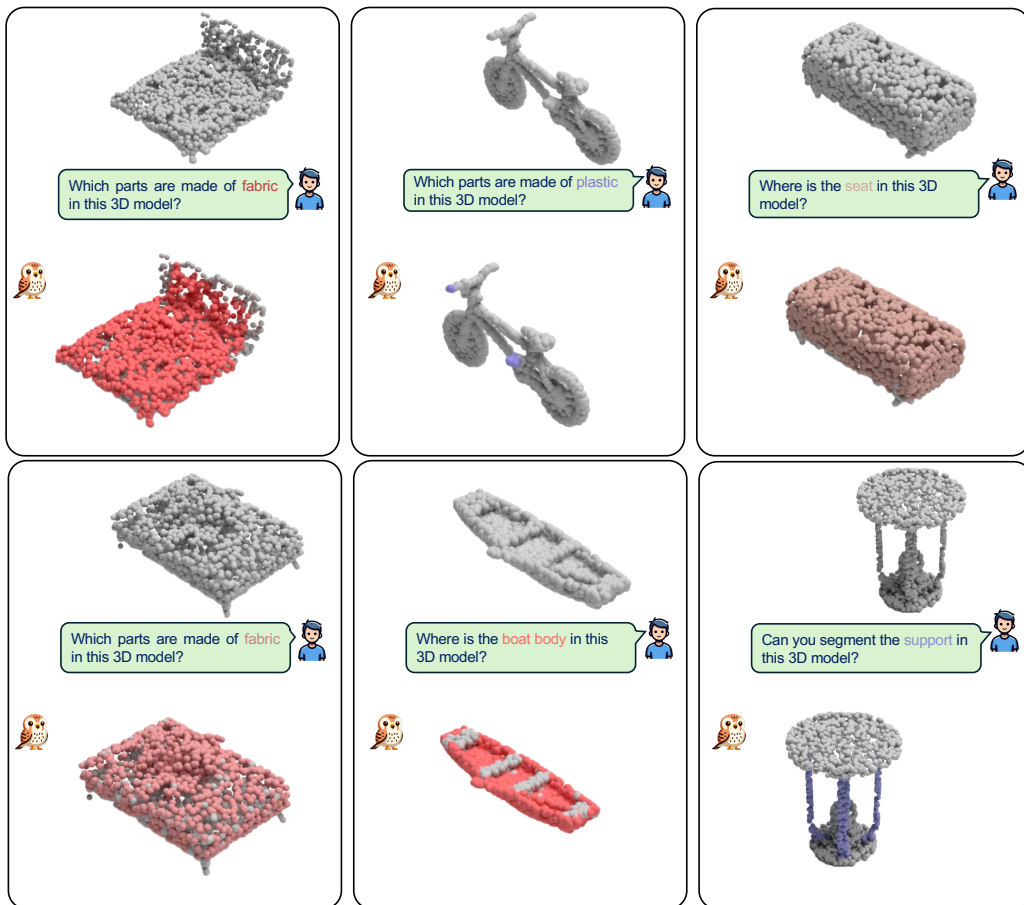 Which parts are made of fabric
in this 3D model?
Which parts are made of plastic
in this 3D model?
Where is the seat in this 3D
model?
Which parts are made of fabric
in this 3D model?
Where is the boat body in this
3D model?
Can you segment the support in
this 3D model?